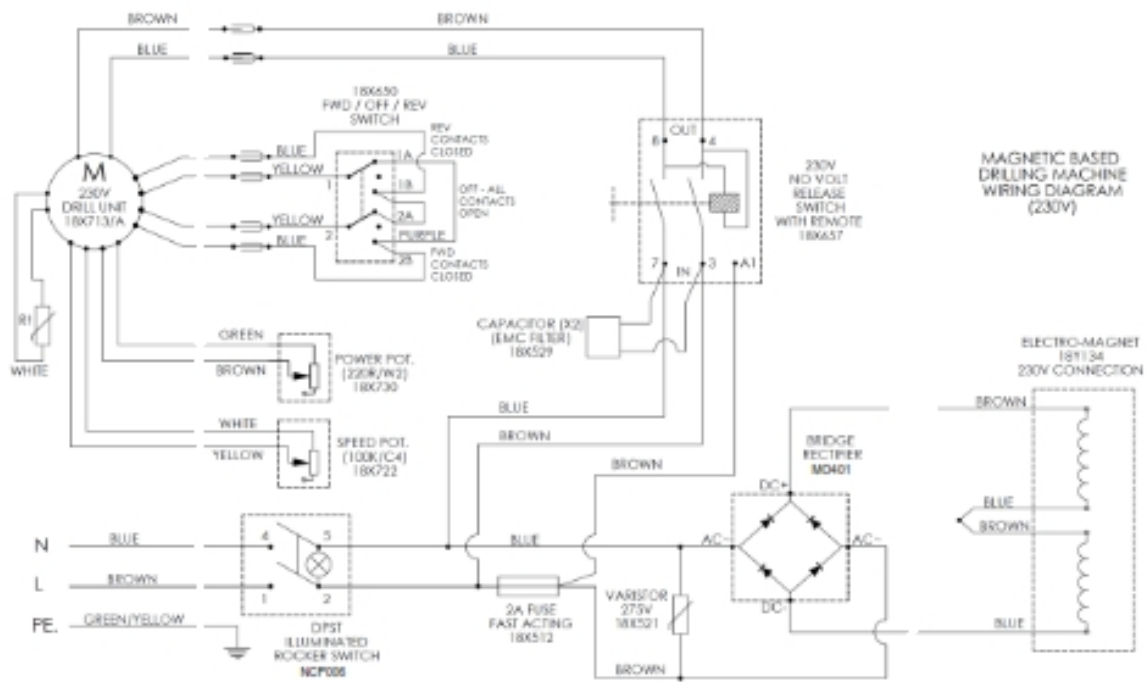 BROWN
BROWN
BLUE
BLUE
18X650
FWD / OFF / REV
SWITCH
REV
CONTACTS
CLOSED
BLUE
YELLOW
1A
1
1B
OFF - ALL
CONTACTS
OPEN
2A
YELLOW
2
PURPLE
BLUE
2B
FWD
CONTACTS
CLOSED
M
230V
DRILL UNIT
18X713/A
OUT
4
7
IN
3
A1
230V
NO VOLT
RELEASE
SWITCH
WITH REMOTE
18X657
MAGNETIC BASED
DRILLING MACHINE
WIRING DIAGRAM
(230V)
WHITE
GREEN
BROWN
POWER POT.
(220R/W2)
18X730
WHITE
YELLOW
SPEED POT.
(100K/C4)
18X722
CAPACITOR (X2)
(EMC FILTER)
18X529
BLUE
BROWN
BROWN
ELECTRO-MAGNET
18Y134
230V CONNECTION
BROWN
BLUE
BROWN
BLUE
BRIDGE
RECTIFIER
MO401
DC+
AC~
AC~
DC-
N
BLUE
4
5
BLUE
L
BROWN
1
2
PE.
GREEN/YELLOW
DPST
ILLUMINATED
ROCKER SWITCH
2A FUSE
FAST ACTING
18X512
VARISTOR
275V
18X521
BROWN